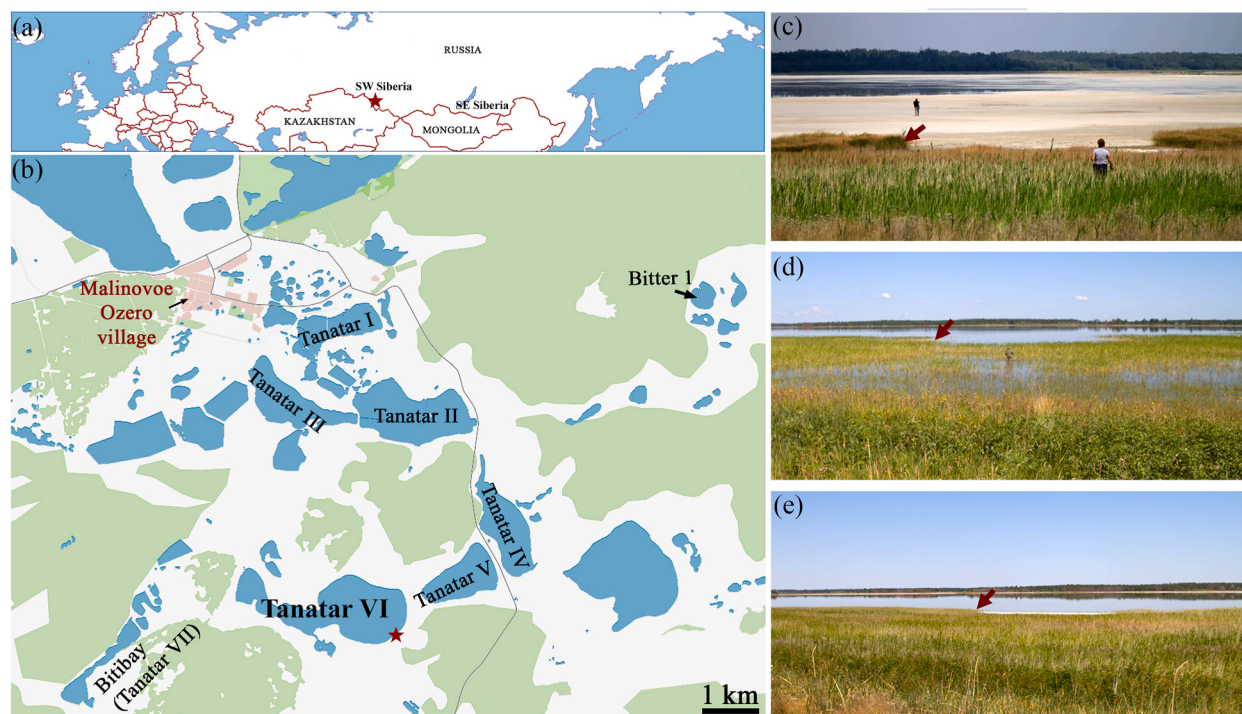 (a)
RUSSIA
SW Siberia
SE Siberia
KAZAKHSTAN
MONGOLIA
(b)
Malinovoe
Ozero
village
Bitter 1
Tanatar I
Tanatar III
Tanatar II
Tanatar IV
Tanatar V
Tanatar VI
Bitibay
(Tanatar VII)
1 km
(c)
(d)
(e)